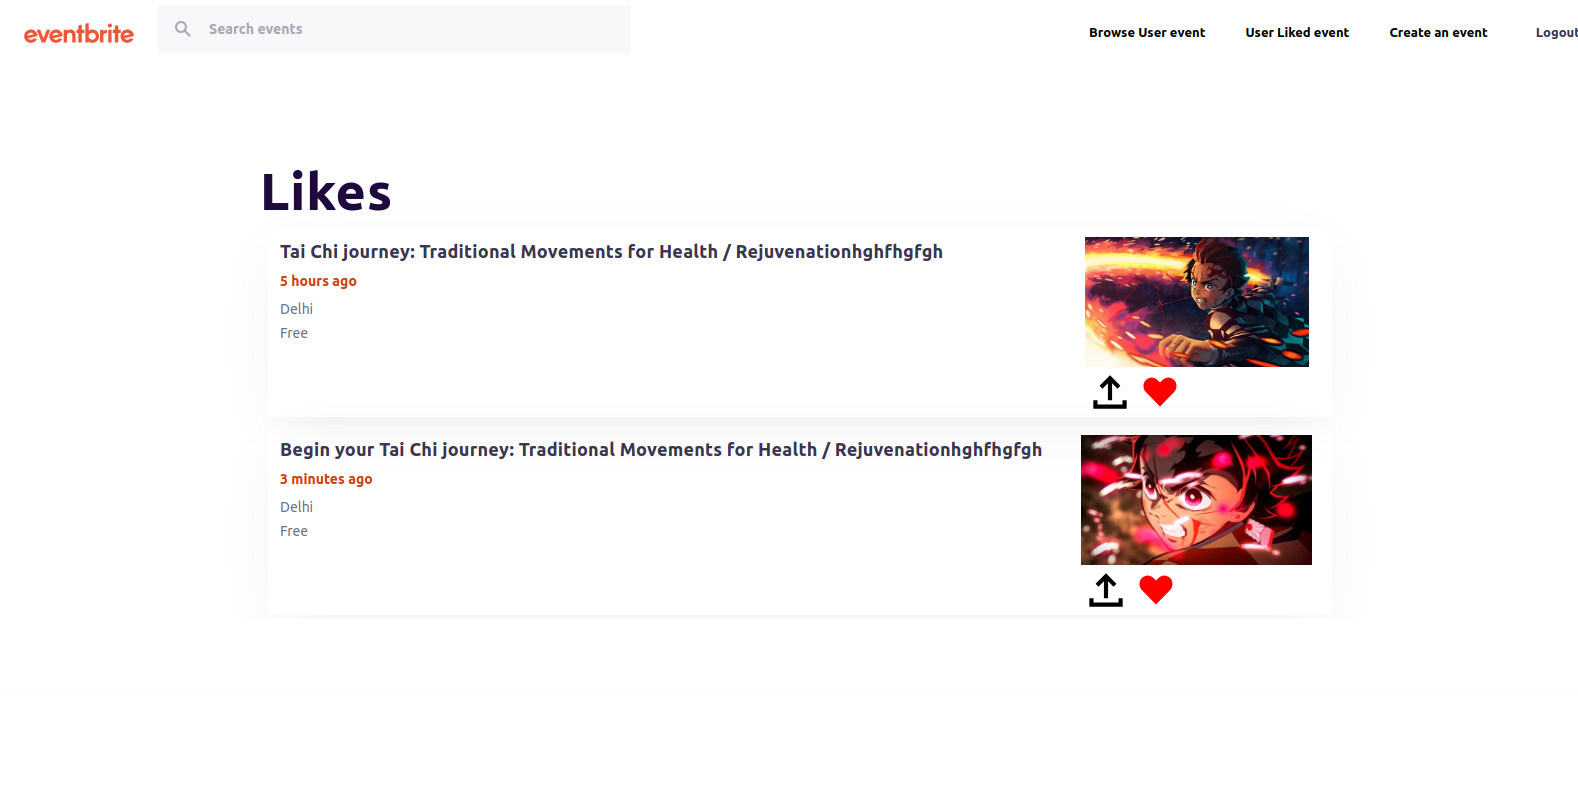 eventbrite
Search events
Browse User event
User Liked event
Create an event
Logout
Likes
Tai Chi journey: Traditional Movements for Health / Rejuvenationhghfhgfgh
5 hours ago
Delhi
Free
Begin your Tai Chi journey: Traditional Movements for Health / Rejuvenationhghfhgfgh
3 minutes ago
Delhi
Free